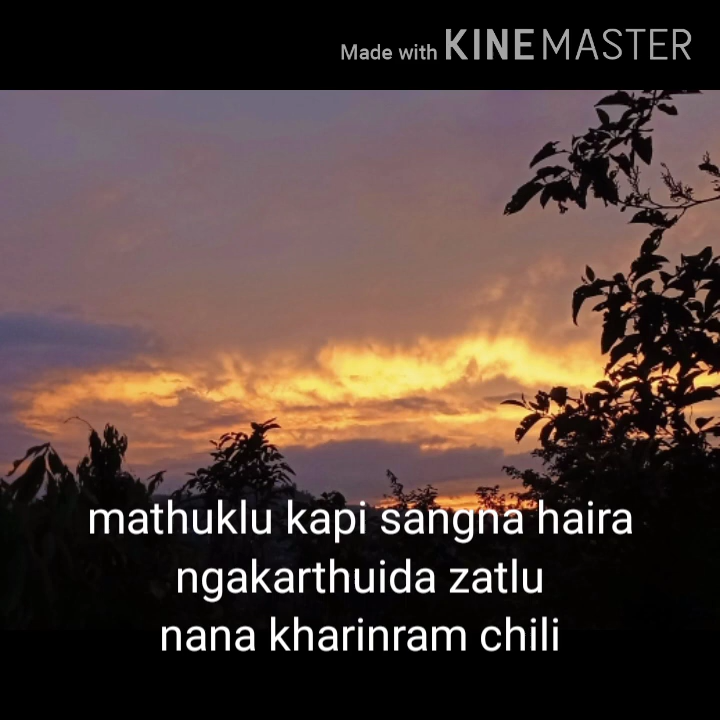 Made with KINEMASTER
mathuklu kapi sangna haira
ngakarthuida zatlu
nana kharinram chili